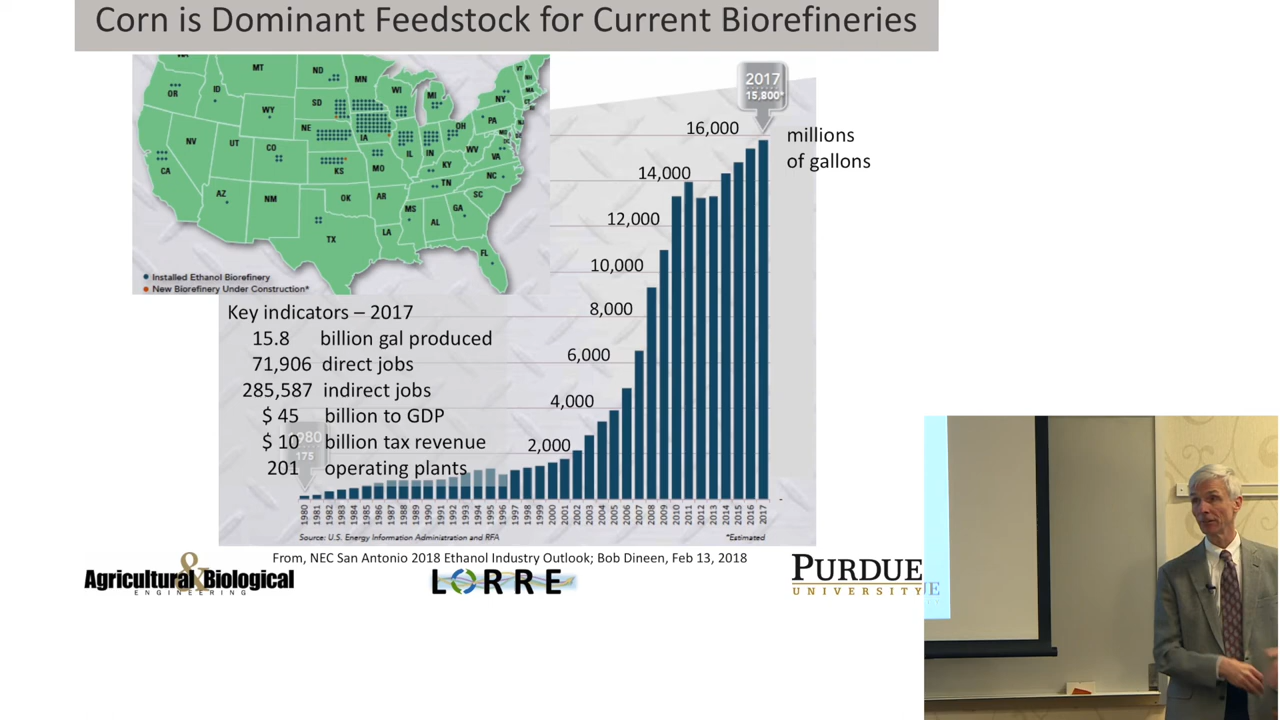 Corn is Dominant Feedstock for Current Biorefineries
MT
ND
MN
OR
ID
WI
MI
NY
SD
WY
IA
PA
NE
OH
NV
UT
CO
IL
IN
WV
VA
KS
MO
KY
CA
NC
TN
AZ
NM
OK
AR
SC
MS
AL
GA
TX
LA
FL
VT
NH
MA
CT
Installed Ethanol Biorefinery
New Biorefinery Under Construction*
2017
15,800*
16,000
millions
of gallons
14,000
12,000
10,000
8,000
6,000
4,000
2,000
Key indicators – 2017
15.8 billion gal produced
71,906 direct jobs
285,587 indirect jobs
$ 45 billion to GDP
$ 10 billion tax revenue
201 operating plants
1980
175
1980 1981 1982 1983 1984 1985 1986 1987 1988 1989 1990 1991 1992 1993 1994 1995 1996 1997 1998 1999 2000 2001 2002 2003 2004 2005 2006 2007 2008 2009 2010 2011 2012 2013 2014 2015 2016 2017
Source: U.S. Energy Information Administration and RFA
*Estimated
From, NEC San Antonio 2018 Ethanol Industry Outlook; Bob Dineen, Feb 13, 2018
Agricultural & Biological
ENGINEERING
LORRE
PURDUE
UNIVERSITY